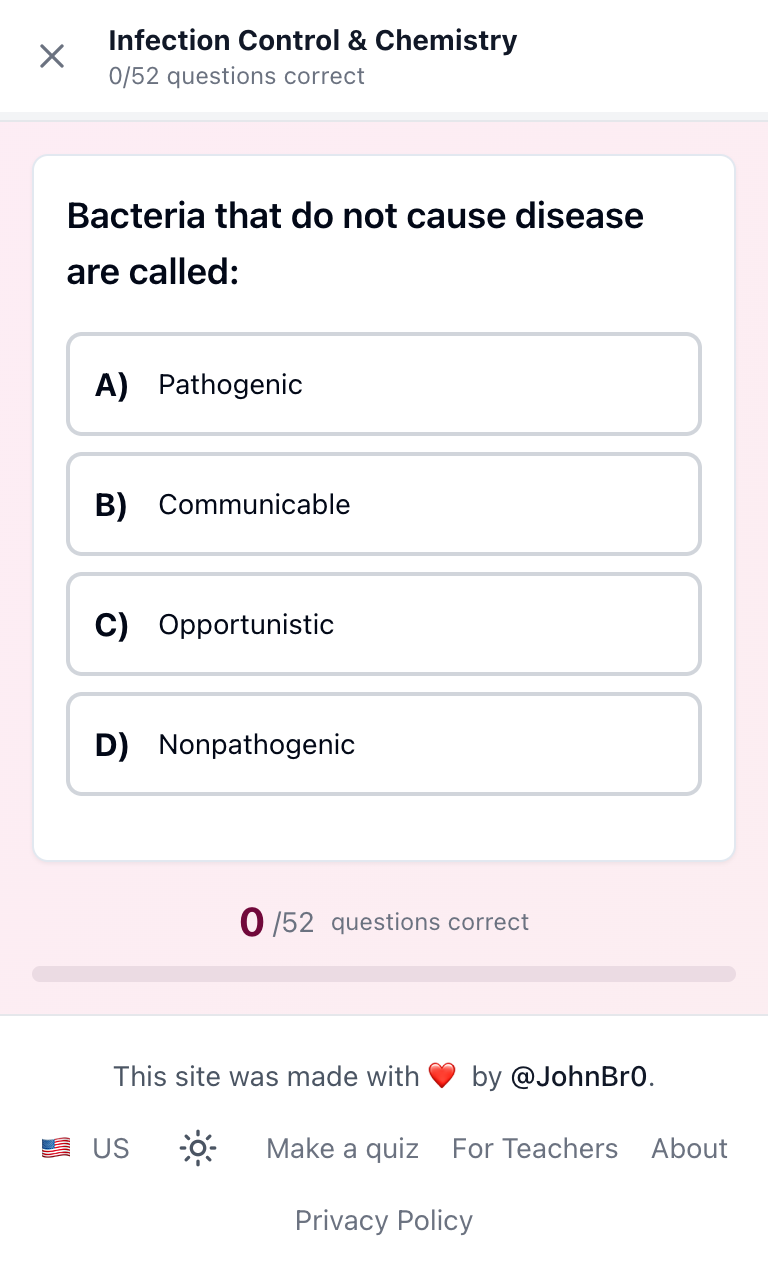 Infection Control & Chemistry
0/52 questions correct
Bacteria that do not cause disease
are called:
A) Pathogenic
B) Communicable
C) Opportunistic
D) Nonpathogenic
0 /52 questions correct
This site was made with ❤️ by @JohnBr0.
🇺🇸 US Make a quiz For Teachers About
Privacy Policy